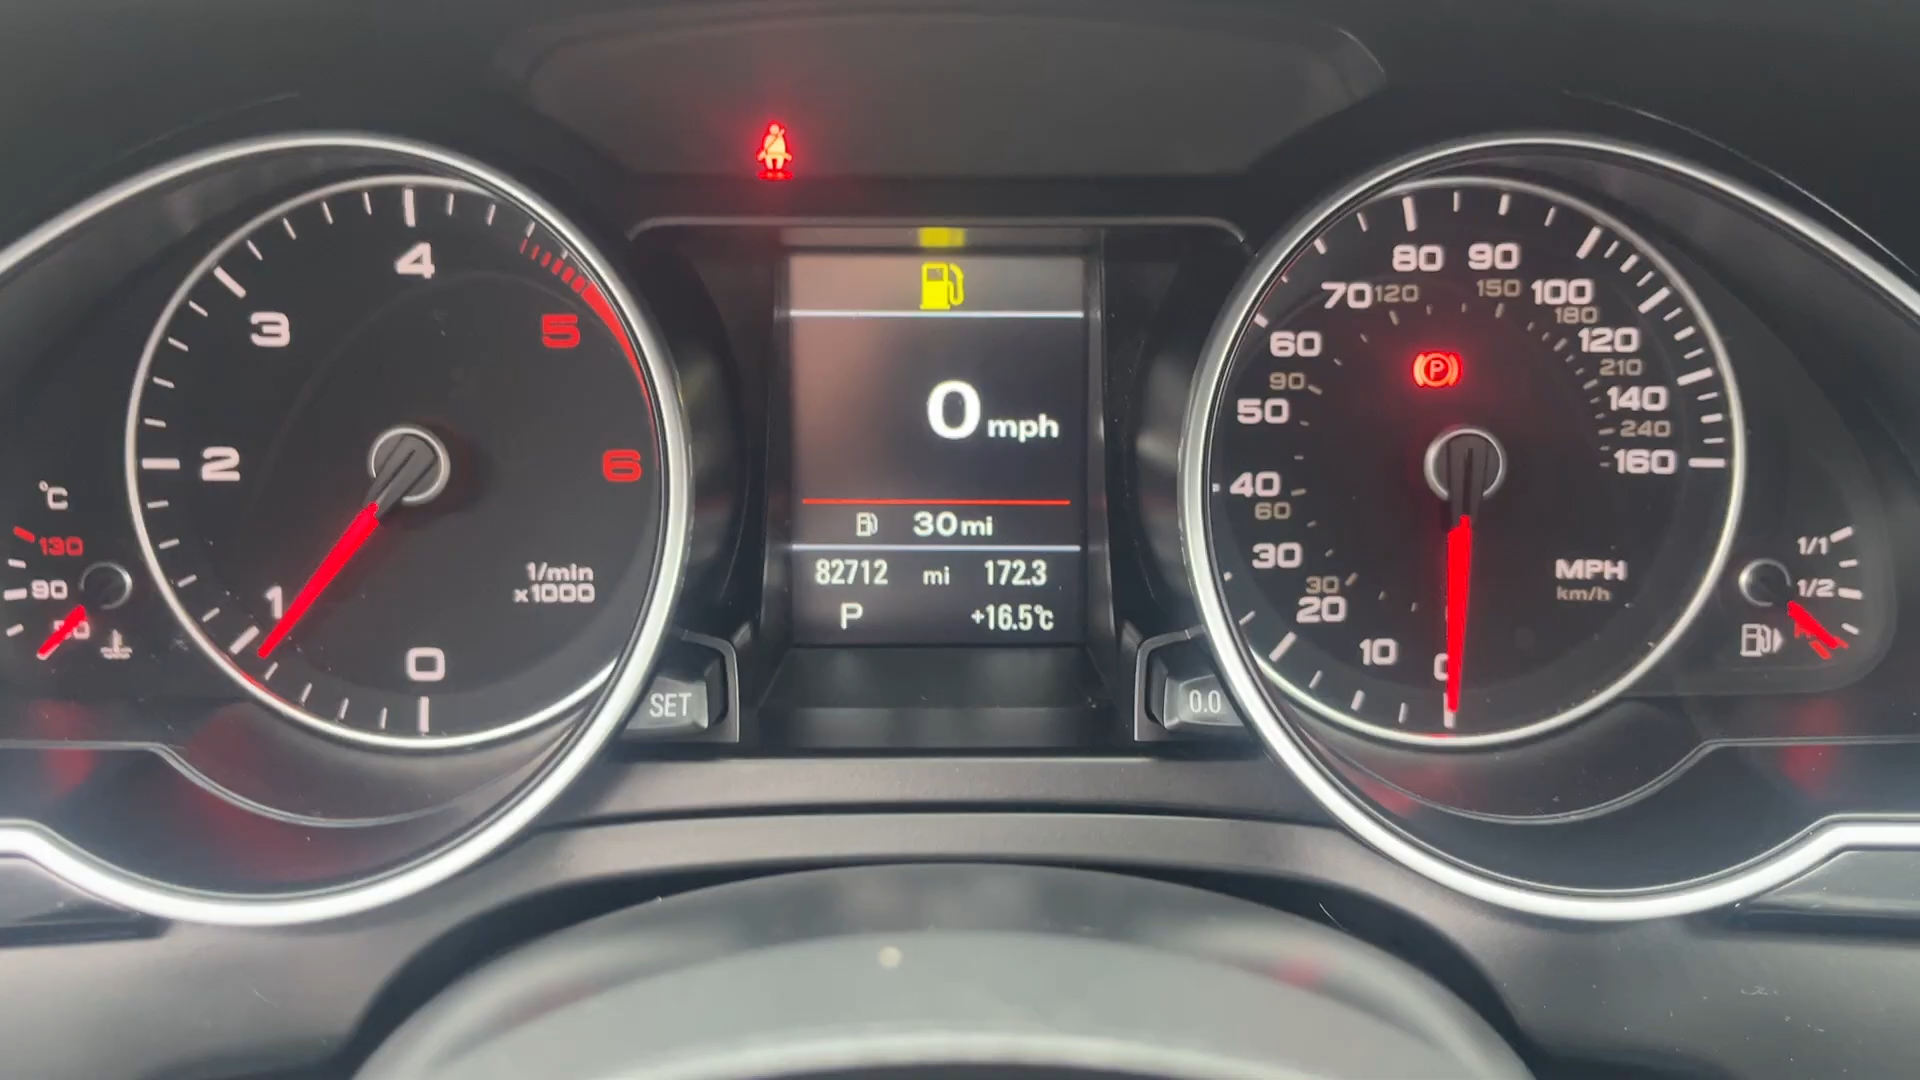 4
3
5
2
6
1
0
1/min
x1000
°C
130
90
50
0 mph
30 mi
82712 mi 172.3
P +16.5°C
SET
0.0
80 90
70 120 150 100
180
60 120
90 210
50 140
240
40 160
60
30
30
20
10 0
MPH
km/h
1/1
1/2
P